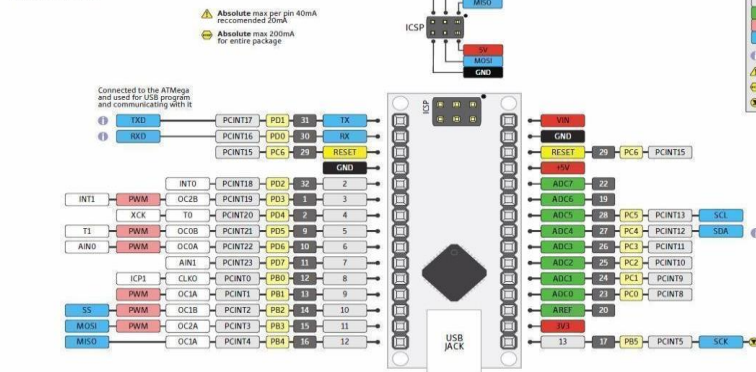 MISO
Absolute max per pin 40mA
reccomended 20mA
Absolute max 200mA
for entire package
ICSP
5V
MOSI
GND
Connected to the ATMega
and used for USB program
and communicating with it
ICSP
TXD PCINT17 PD1 31 TX VIN
RXD PCINT16 PD0 30 RX GND
PCINT15 PC6 29 RESET RESET 29 PC6 PCINT15
GND +5V
INT0 PCINT18 PD2 32 2 ADC7 22
INT1 PWM OC2B PCINT19 PD3 1 3 ADC6 19
XCK T0 PCINT20 PD4 2 4 ADC5 28 PC5 PCINT13 SCL
T1 PWM OC0B PCINT21 PD5 9 5 ADC4 27 PC4 PCINT12 SDA
AIN0 PWM OC0A PCINT22 PD6 10 6 ADC3 26 PC3 PCINT11
AIN1 PCINT23 PD7 11 7 ADC2 25 PC2 PCINT10
ICP1 CLKO PCINT0 PB0 12 8 24 PC1 PCINT9
PWM OC1A PCINT1 PB1 13 9 ADC0 23 PC0 PCINT8
SS PWM OC1B PCINT2 PB2 14 10 AREF 20
MOSI PWM OC2A PCINT3 PB3 15 11 3V3
MISO OC1A PCINT4 PB4 16 12 13 17 PB5 PCINT5 SCK
USB
JACK